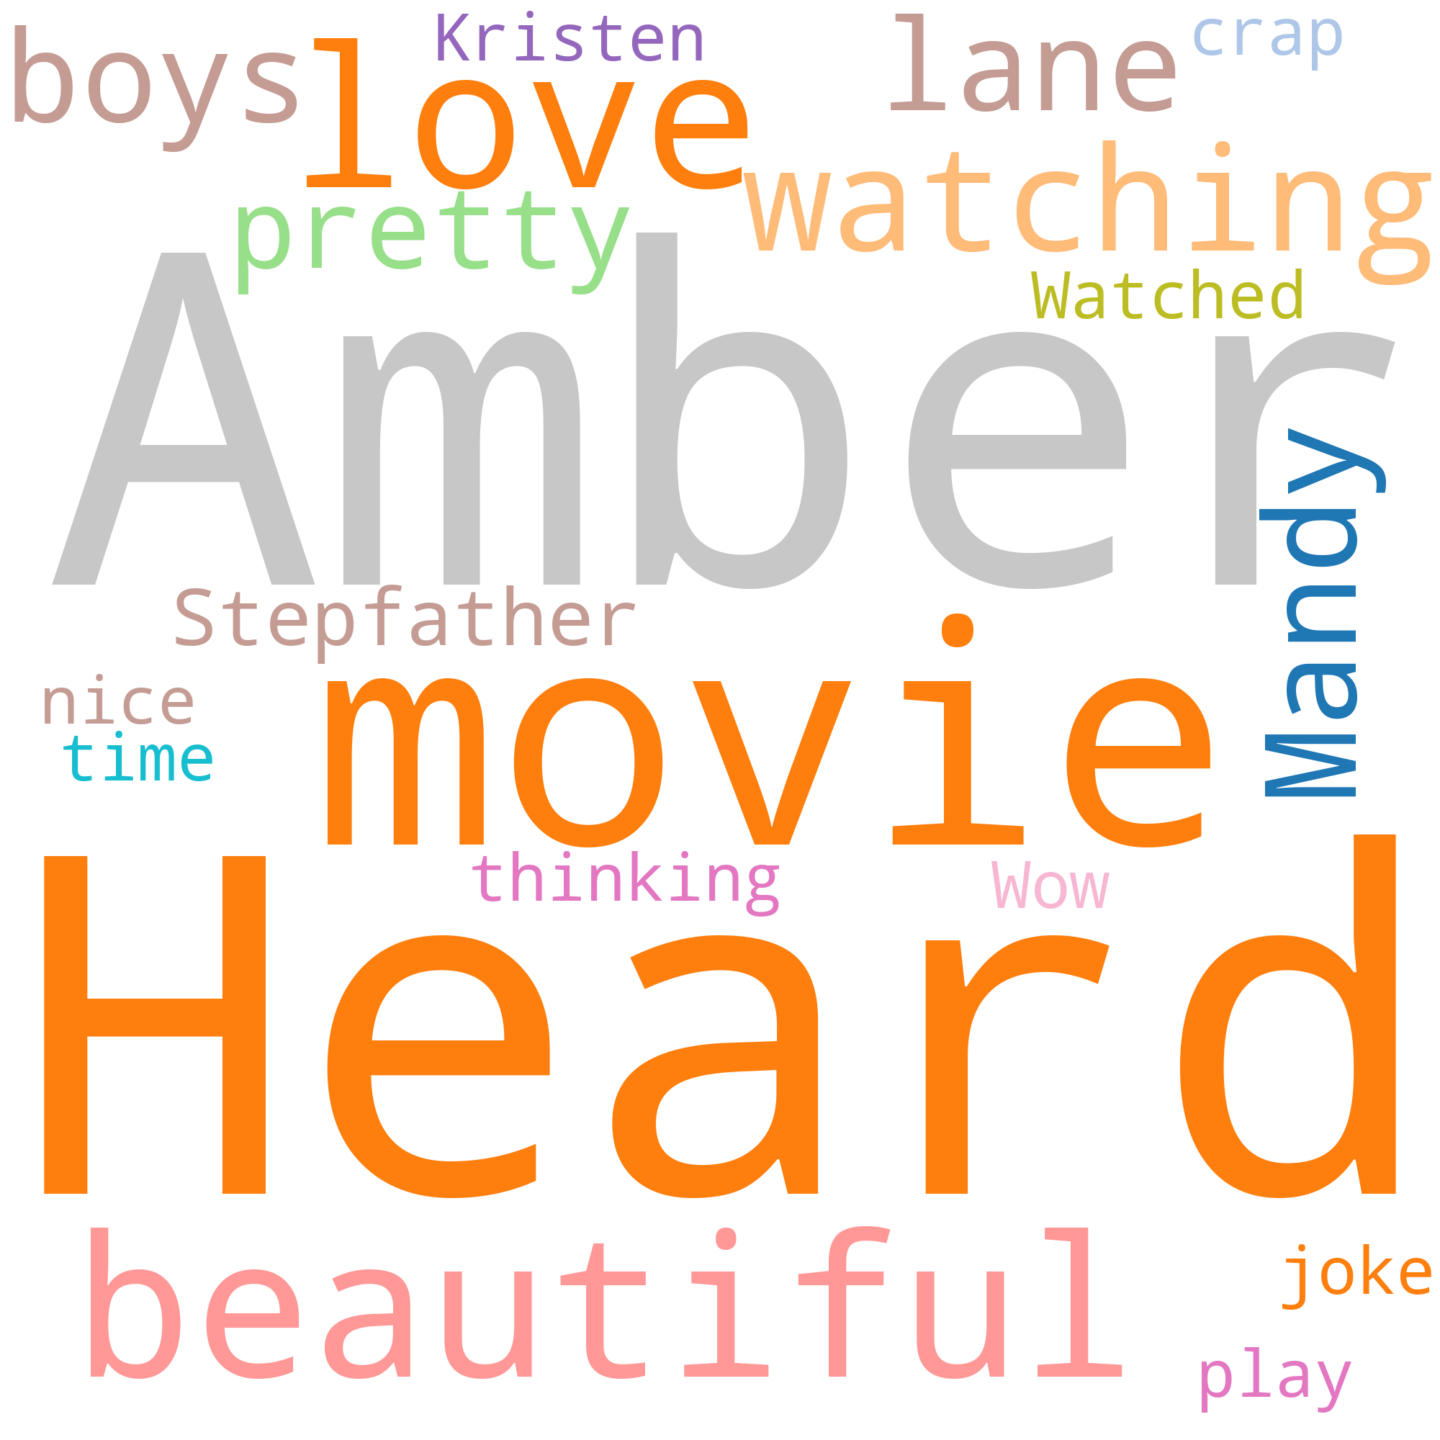 Kristen
crap
boys
love
lane
pretty
watching
Watched
Amber
Mandy
Stepfather
nice
time
movie
thinking
Wow
Heard
beautiful
joke
play